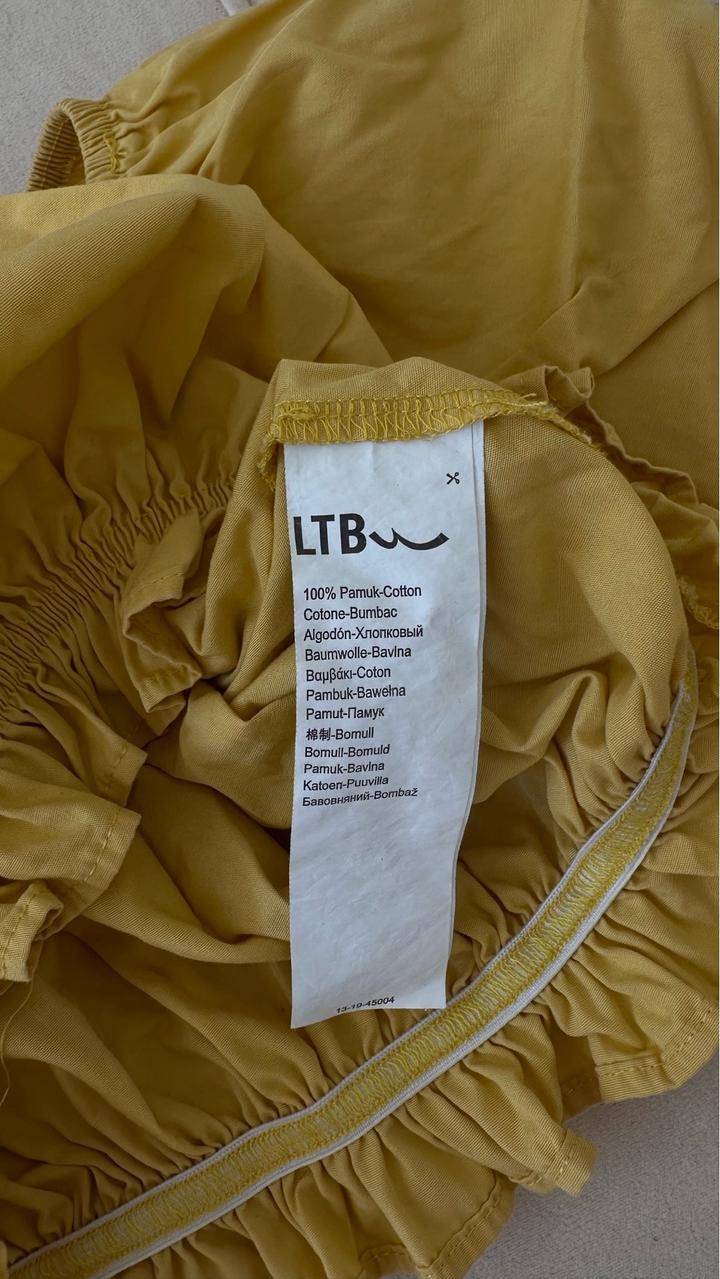 LTB
100% Pamuk-Cotton
Cotone-Bumbac
Algodón-Хлопковый
Baumwolle-Bavlna
Βαμβάκι-Coton
Pambuk-Bawełna
Pamut-Памук
棉制-Bomull
Bomull-Bomuld
Pamuk-Bavlna
Katoen-Puuvilla
Бавовняний-Bombaž
13-19-45004